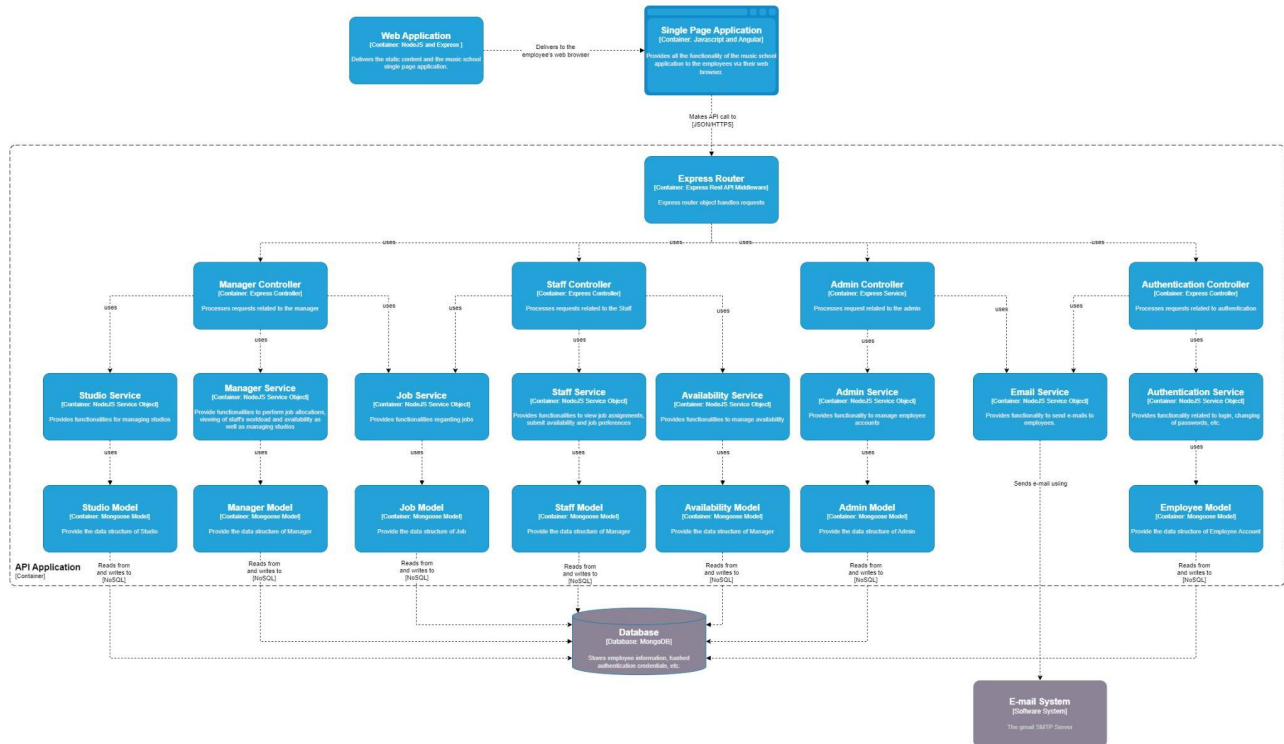 Web Application
[Container: NodeJS and Express ]
Delivers the static content and the music school
single page application.
Delivers to the
employee's web browser
Single Page Application
[Container: Javascript and Angular]
Provides all the functionality of the music school
application to the employees via their web
browser.
Makes API call to
[JSON/HTTPS]
Express Router
[Container: Express Rest API Middleware]
Express router object handles requests
uses
uses
uses
uses
Manager Controller
[Container: Express Controller]
Processes requests related to the manager
Staff Controller
[Container: Express Controller]
Processes requests related to the Staff
Admin Controller
[Container: Express Service]
Processes request related to the admin
Authentication Controller
[Container: Express Controller]
Processes requests related to authentication
uses
uses
uses
uses
uses
uses
uses
uses
uses
uses
Studio Service
[Container: NodeJS Service Object]
Provides functionalities for managing studios
Manager Service
[Container: NodeJS Service Object]
Provide functionalities to perform job allocations,
viewing of staff's workload and availability as
well as managing studios
Job Service
[Container: NodeJS Service Object]
Provides functionalities regarding jobs
Staff Service
[Container: NodeJS Service Object]
Provides functionalities to view job assignments,
submit availability and job preferences
Availability Service
[Container: NodeJS Service Object]
Provides functionalities to manage availability
Admin Service
[Container: NodeJS Service Object]
Provides functionality to manage employee
accounts
Email Service
[Container: NodeJS Service Object]
Provides functionality to send e-mails to
employees.
Authentication Service
[Container: NodeJS Service Object]
Provides functionality related to login, changing
of passwords, etc.
uses
uses
uses
uses
uses
uses
uses
Sends e-mail using
Studio Model
[Container: Mongoose Model]
Provide the data structure of Studio
Manager Model
[Container: Mongoose Model]
Provide the data structure of Manager
Job Model
[Container: Mongoose Model]
Provide the data structure of Job
Staff Model
[Container: Mongoose Model]
Provide the data structure of Manager
Availability Model
[Container: Mongoose Model]
Provide the data structure of Manager
Admin Model
[Container: Mongoose Model]
Provide the data structure of Admin
Employee Model
[Container: Mongoose Model]
Provide the data structure of Employee Account
API Application
[Container]
Reads from
and writes to
[NoSQL]
Reads from
and writes to
[NoSQL]
Reads from
and writes to
[NoSQL]
Reads from
and writes to
[NoSQL]
Reads from
and writes to
[NoSQL]
Reads from
and writes to
[NoSQL]
Reads from
and writes to
[NoSQL]
Database
[Database: MongoDB]
Stores employee information, hashed
authentication credentials, etc.
E-mail System
[Software System]
The gmail SMTP Server